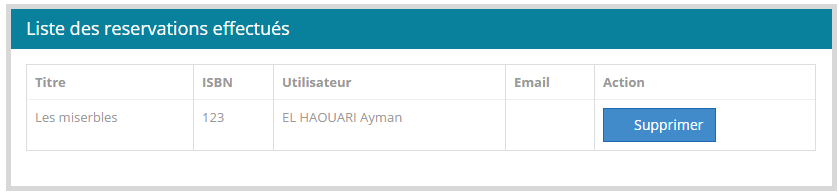 Liste des reservations effectués
Titre ISBN Utilisateur Email Action
Les miserbles 123 EL HAOUARI Ayman Supprimer